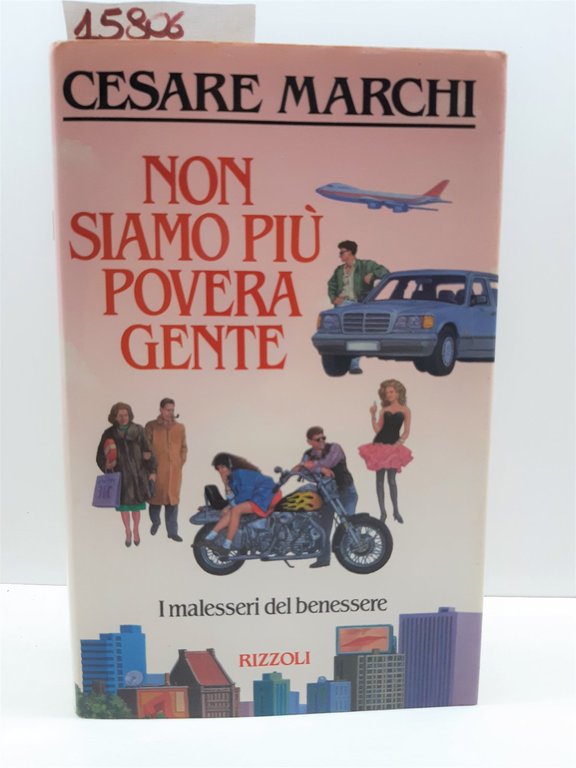 15806
CESARE MARCHI
NON
SIAMO PIÙ
POVERA
GENTE
I malesseri del benessere
RIZZOLI